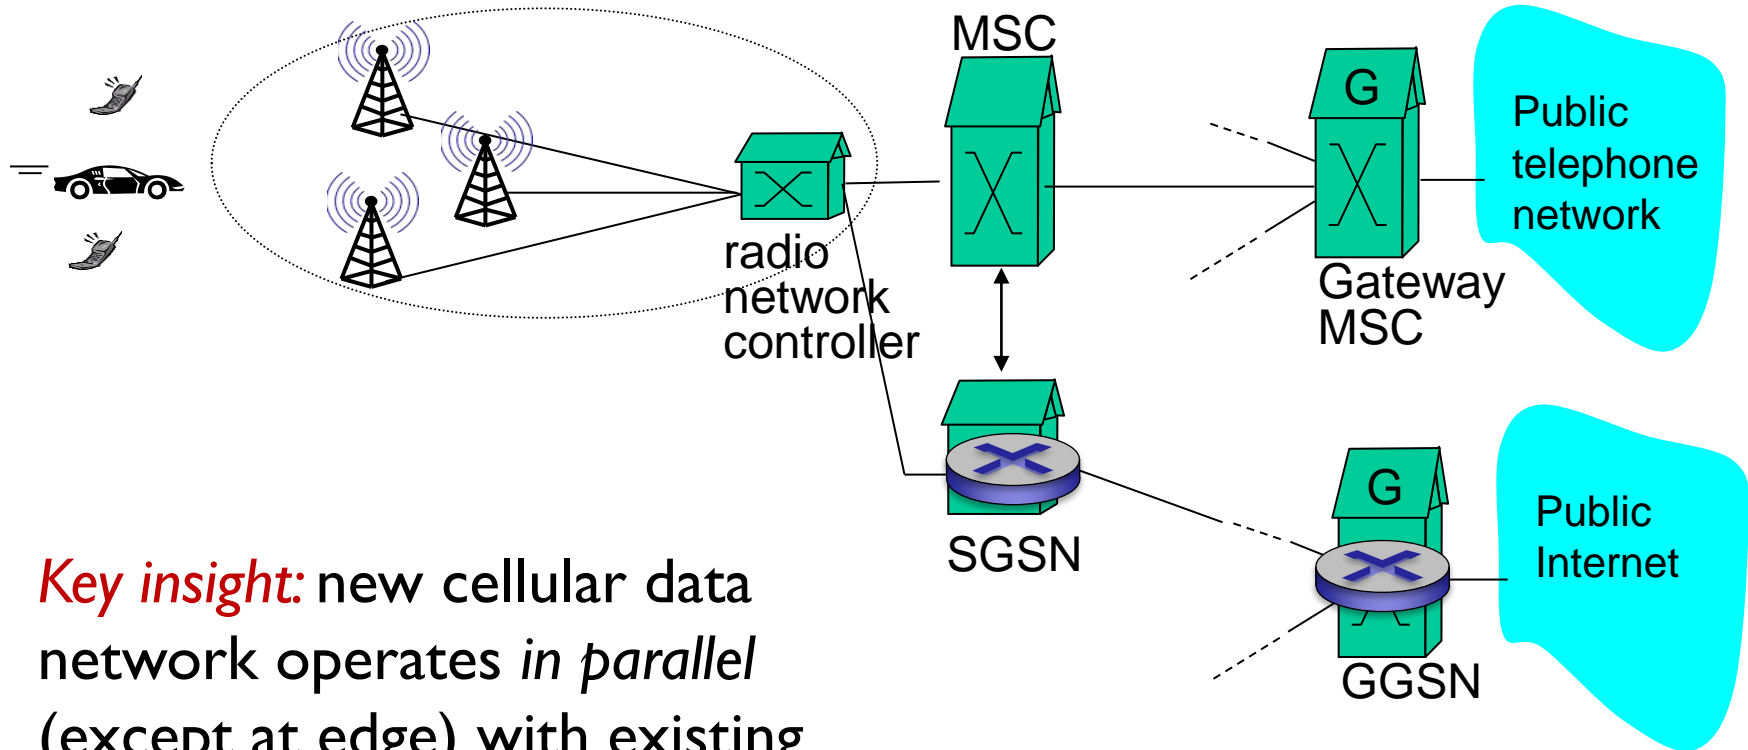 MSC
G
Public
telephone
network
radio
network
controller
Gateway
MSC
G
Public
Internet
SGSN
GGSN
Key insight: new cellular data
network operates in parallel
(except at edge) with existing